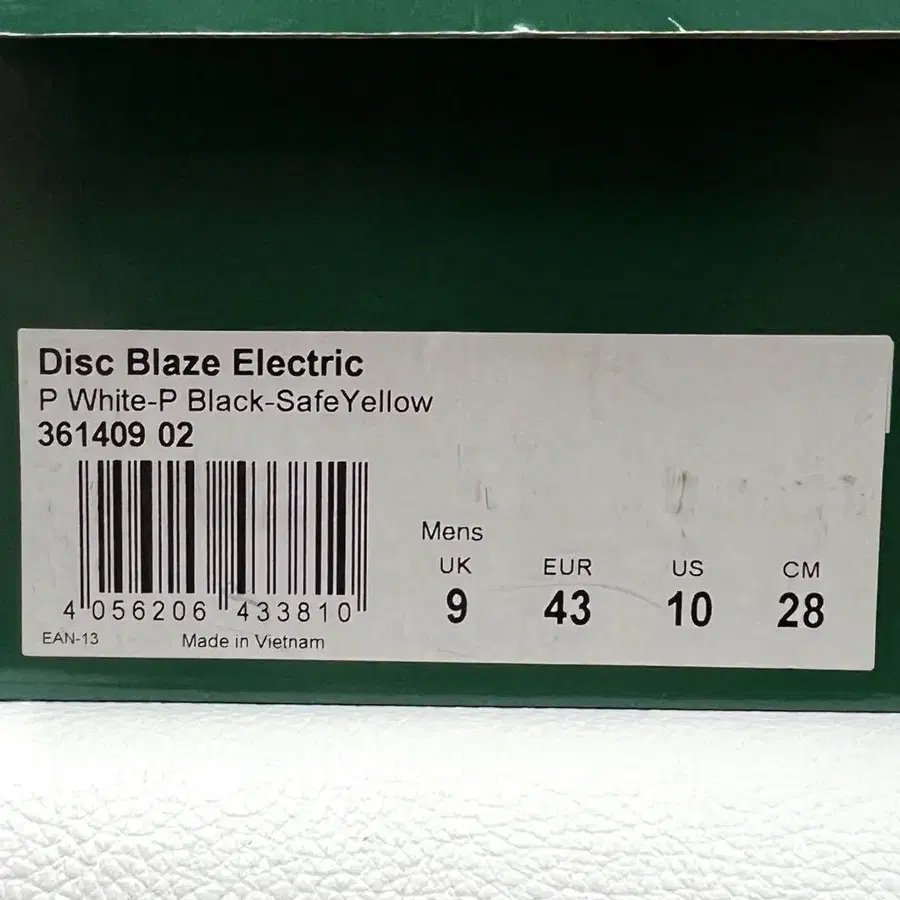 Disc Blaze Electric
P White-P Black-SafeYellow
361409 02
4 056206 433810
EAN-13 Made in Vietnam
Mens
UK EUR US CM
9 43 10 28